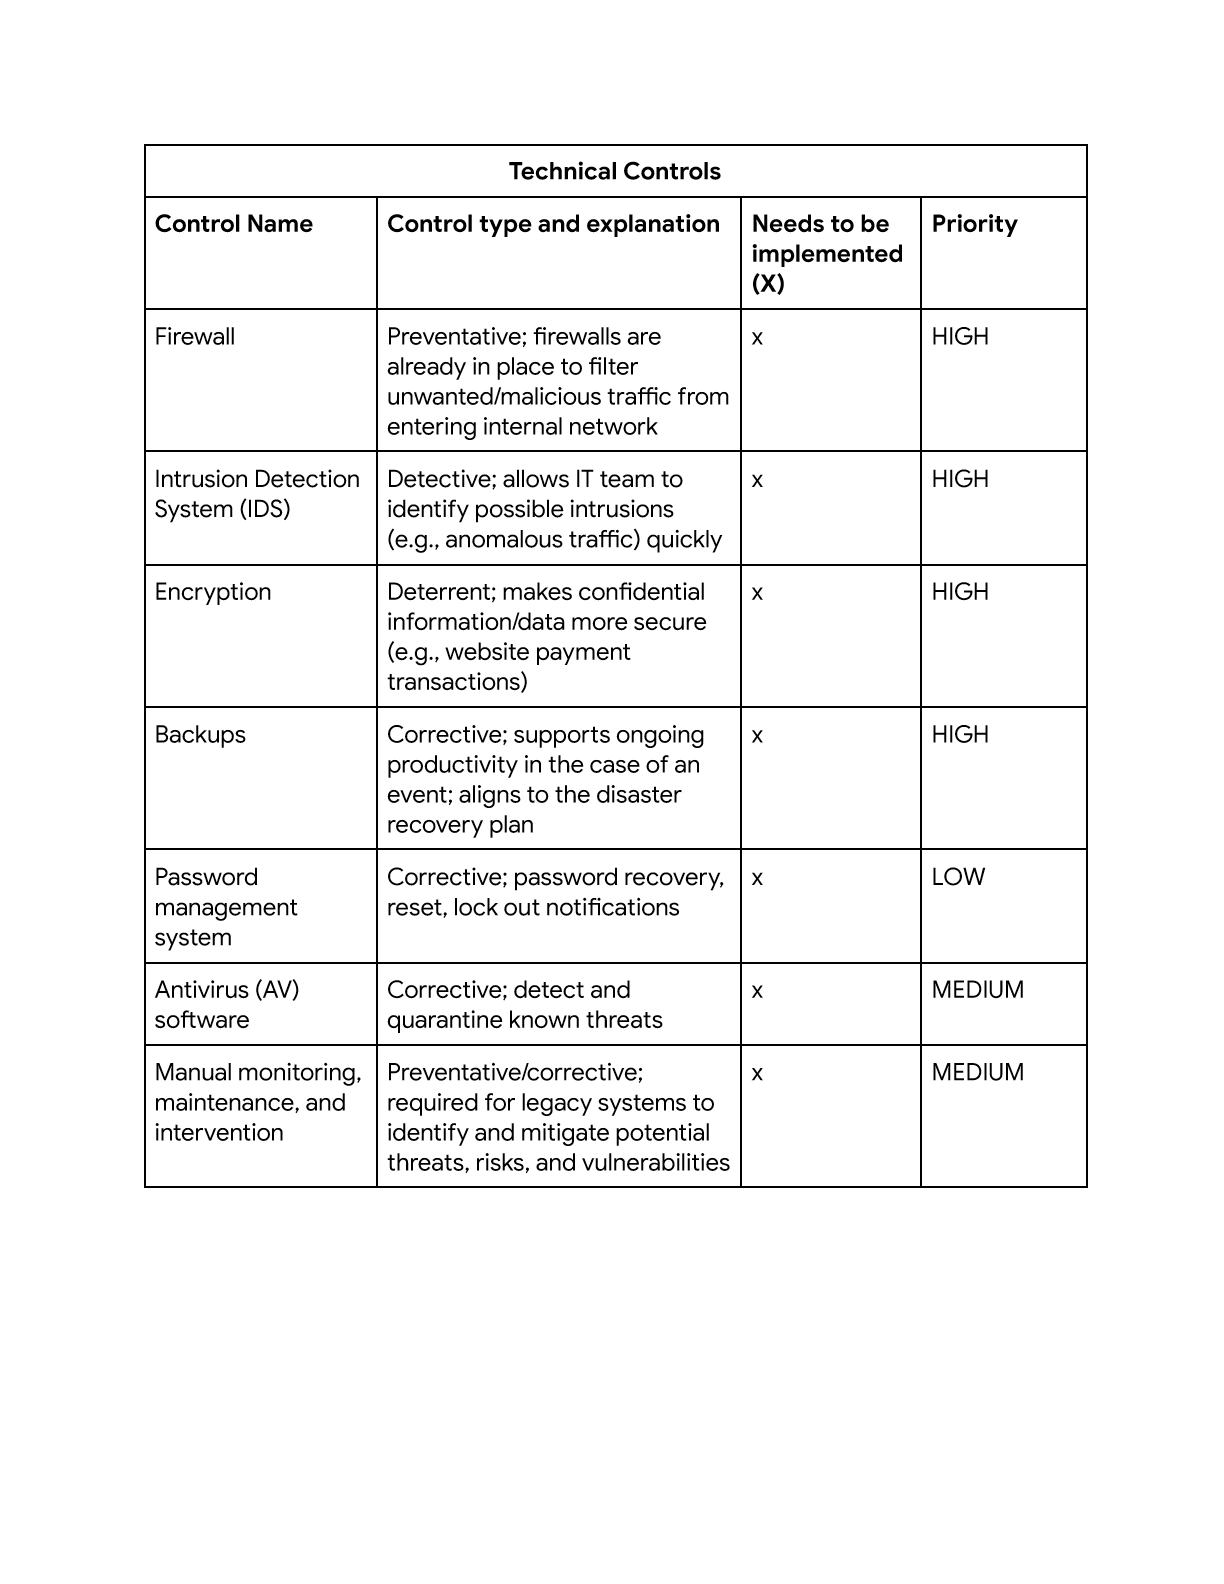 Technical Controls
Control Name
Control type and explanation
Needs to be
implemented
(X)
Priority
Firewall
Preventative; firewalls are
already in place to filter
unwanted/malicious traffic from
entering internal network
x
HIGH
Intrusion Detection
System (IDS)
Detective; allows IT team to
identify possible intrusions
(e.g., anomalous traffic) quickly
x
HIGH
Encryption
Deterrent; makes confidential
information/data more secure
(e.g., website payment
transactions)
x
HIGH
Backups
Corrective; supports ongoing
productivity in the case of an
event; aligns to the disaster
recovery plan
x
HIGH
Password
management
system
Corrective; password recovery,
reset, lock out notifications
x
LOW
Antivirus (AV)
software
Corrective; detect and
quarantine known threats
x
MEDIUM
Manual monitoring,
maintenance, and
intervention
Preventative/corrective;
required for legacy systems to
identify and mitigate potential
threats, risks, and vulnerabilities
x
MEDIUM